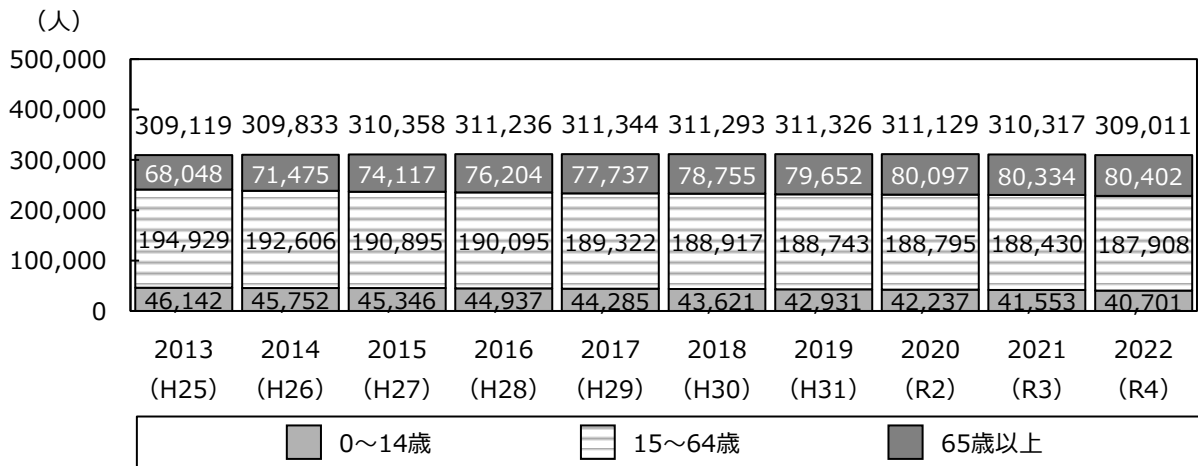 （人）
500,000
400,000
309,119 309,833 310,358 311,236 311,344 311,293 311,326 311,129 310,317 309,011
300,000
68,048 71,475 74,117 76,204 77,737 78,755 79,652 80,097 80,334 80,402
200,000
194,929 192,606 190,895 190,095 189,322 188,917 188,743 188,795 188,430 187,908
100,000
46,142 45,752 45,346 44,937 44,285 43,621 42,931 42,237 41,553 40,701
0
2013 2014 2015 2016 2017 2018 2019 2020 2021 2022
（H25） （H26） （H27） （H28） （H29） （H30） （H31） （R2） （R3） （R4）
0～14歳 15～64歳 65歳以上